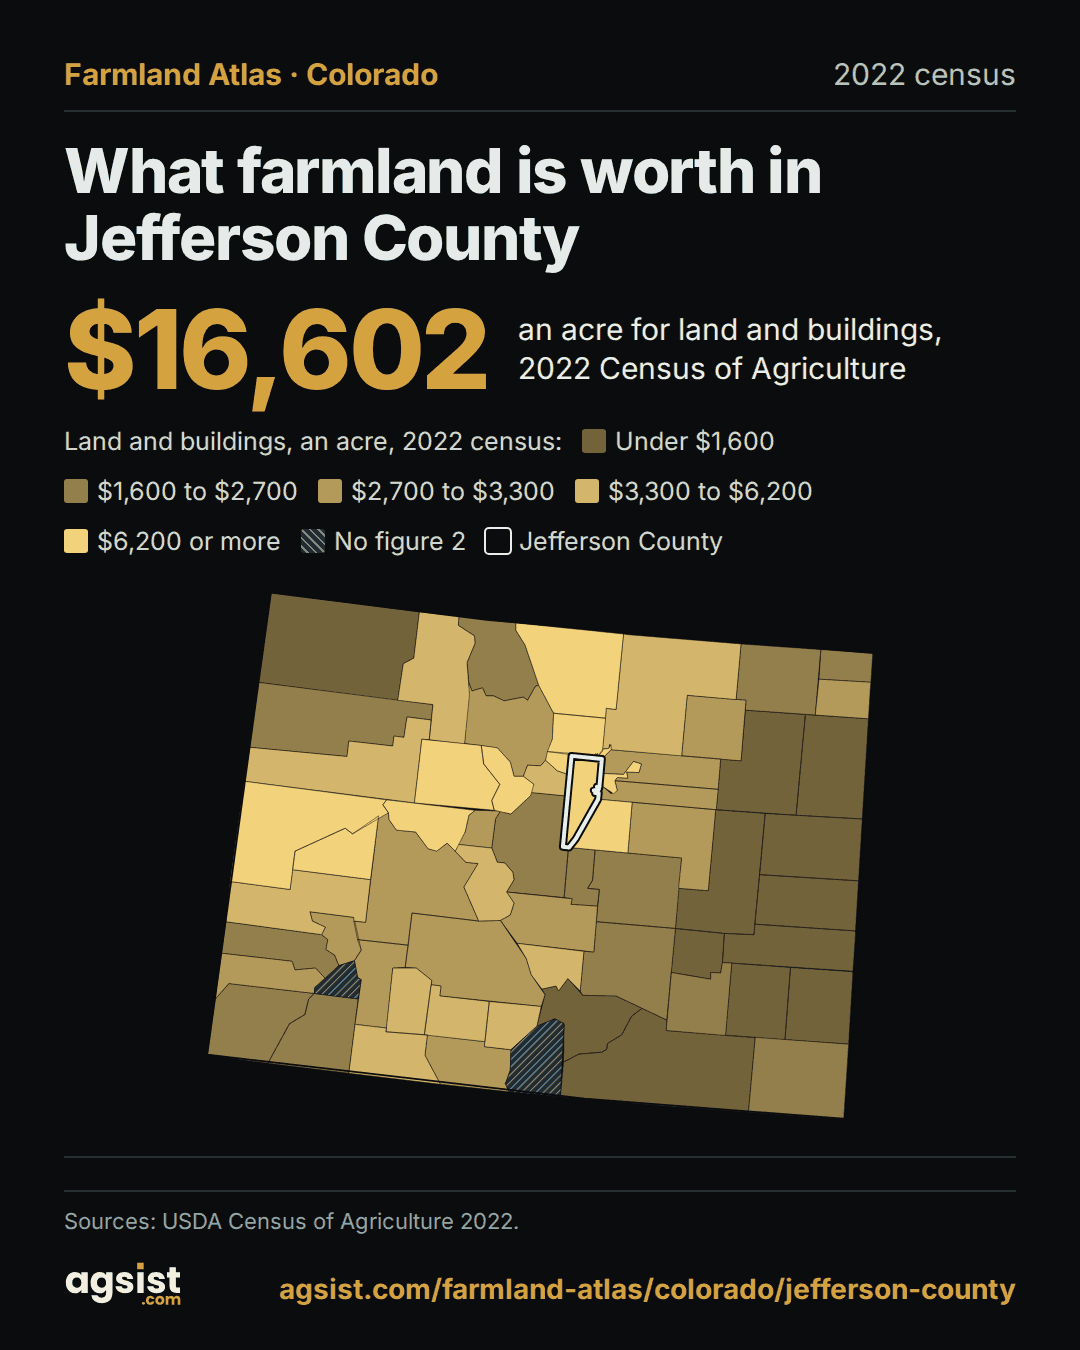 Farmland Atlas · Colorado
2022 census
What farmland is worth in
Jefferson County
$16,602
an acre for land and buildings,
2022 Census of Agriculture
Land and buildings, an acre, 2022 census: Under $1,600
$1,600 to $2,700 $2,700 to $3,300 $3,300 to $6,200
$6,200 or more No figure 2 Jefferson County
Sources: USDA Census of Agriculture 2022.
agsist
.com
agsist.com/farmland-atlas/colorado/jefferson-county